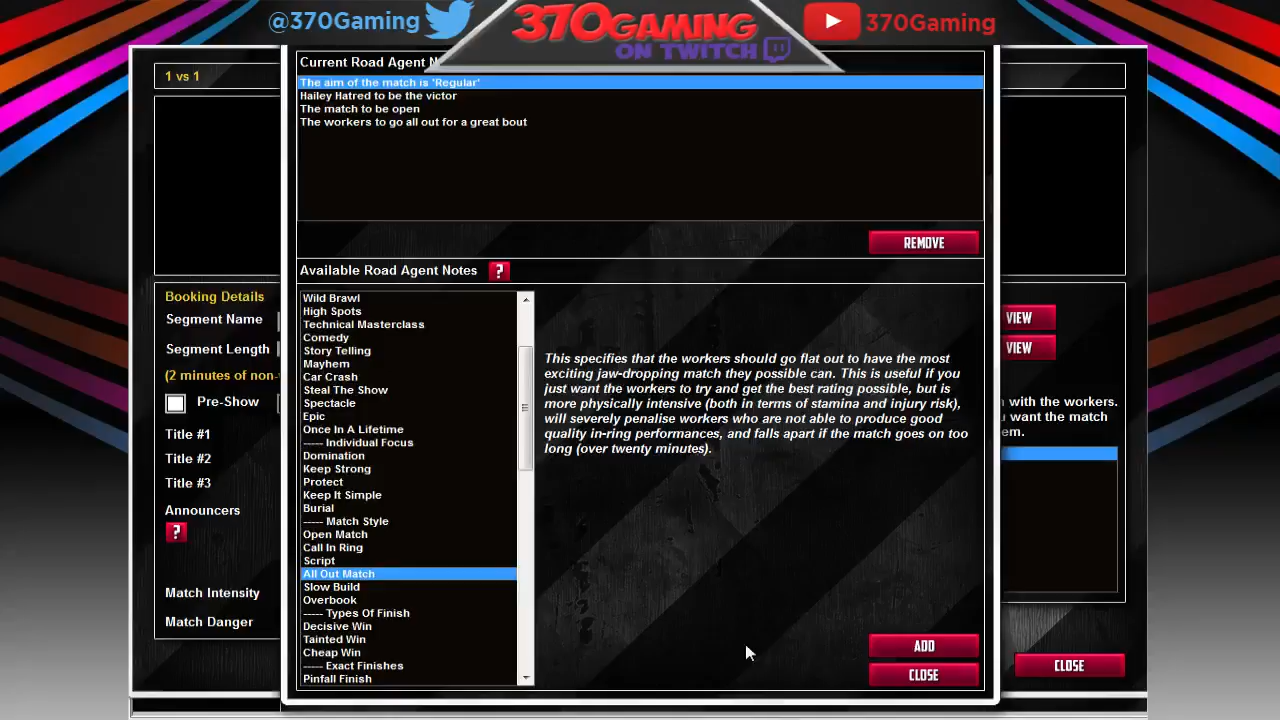 @370Gaming
370GAMING
ON TWITCH
370Gaming
Current Road Agent N
1 vs 1
The aim of the match is 'Regular'
Hailey Hatred to be the victor
The match to be open
The workers to go all out for a great bout
REMOVE
Available Road Agent Notes ?
Wild Brawl
High Spots
Technical Masterclass
Comedy
Story Telling
Mayhem
Car Crash
Steal The Show
Spectacle
Epic
Once In A Lifetime
----- Individual Focus
Domination
Keep Strong
Protect
Keep It Simple
Burial
----- Match Style
Open Match
Call In Ring
Script
All Out Match
Slow Build
Overbook
----- Types Of Finish
Decisive Win
Tainted Win
Cheap Win
----- Exact Finishes
Pinfall Finish
This specifies that the workers should go flat out to have the most
exciting jaw-dropping match they possible can. This is useful if you
just want the workers to try and get the best rating possible, but is
more physically intensive (both in terms of stamina and injury risk),
will severely penalise workers who are not able to produce good
quality in-ring performances, and falls apart if the match goes on too
long (over twenty minutes).
ADD
CLOSE
Booking Details
Segment Name
Segment Length
(2 minutes of non-
Pre-Show
Title #1
Title #2
Title #3
Announcers
?
Match Intensity
Match Danger
VIEW
VIEW
with the workers.
u want the match
em.
CLOSE